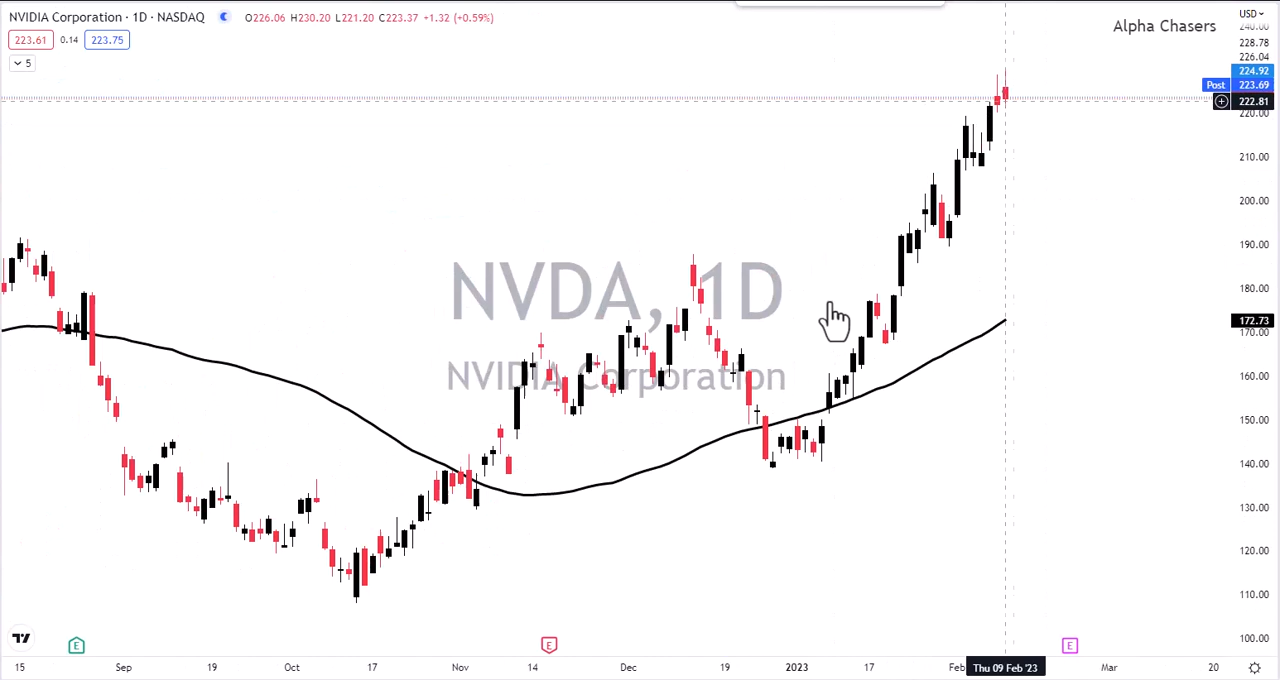 NVIDIA Corporation · 1D · NASDAQ O226.06 H230.20 L221.20 C223.37 +1.32 (+0.59%)
223.61 0.14 223.75
5
Alpha Chasers
USD
240.00
228.78
226.04
224.92
Post 223.69
222.81
220.00
210.00
200.00
190.00
180.00
172.73
170.00
160.00
150.00
140.00
130.00
120.00
110.00
100.00
NVDA, 1D
NVIDIA Corporation
E E E
15 Sep 19 Oct 17 Nov 14 Dec 19 2023 17 Feb Thu 09 Feb '23 Mar 20